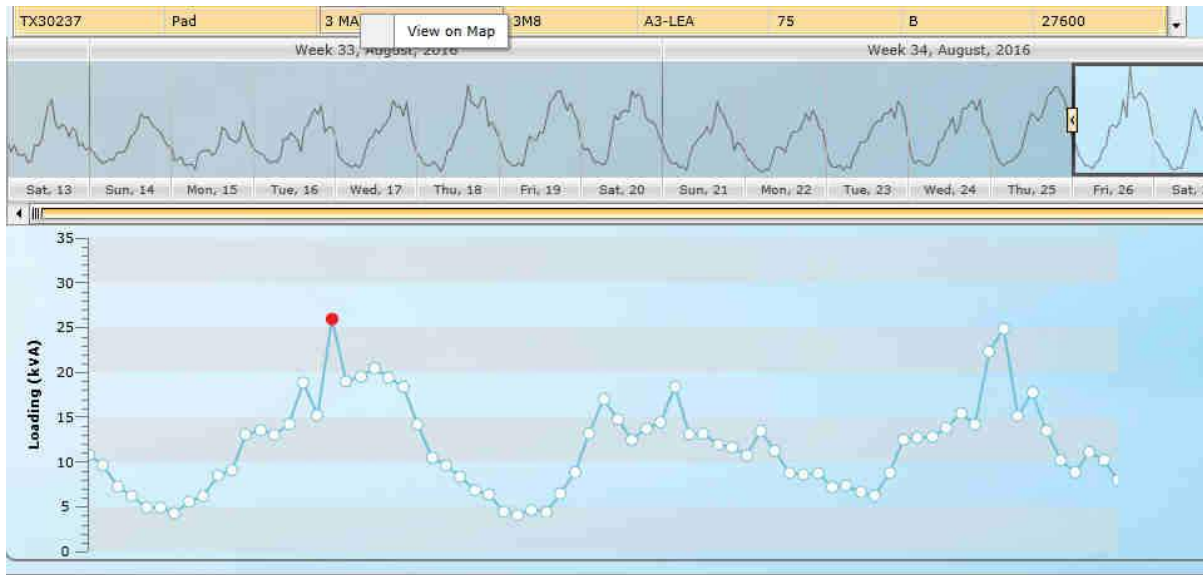 TX30237 Pad 3 MA 3M8 A3-LEA 75 B 27600
View on Map
Week 33, August, 2016 Week 34, August, 2016
Sat, 13 Sun, 14 Mon, 15 Tue, 16 Wed, 17 Thu, 18 Fri, 19 Sat, 20 Sun, 21 Mon, 22 Tue, 23 Wed, 24 Thu, 25 Fri, 26 Sat,
35
30
25
20
15
10
5
0
Loading (kVA)